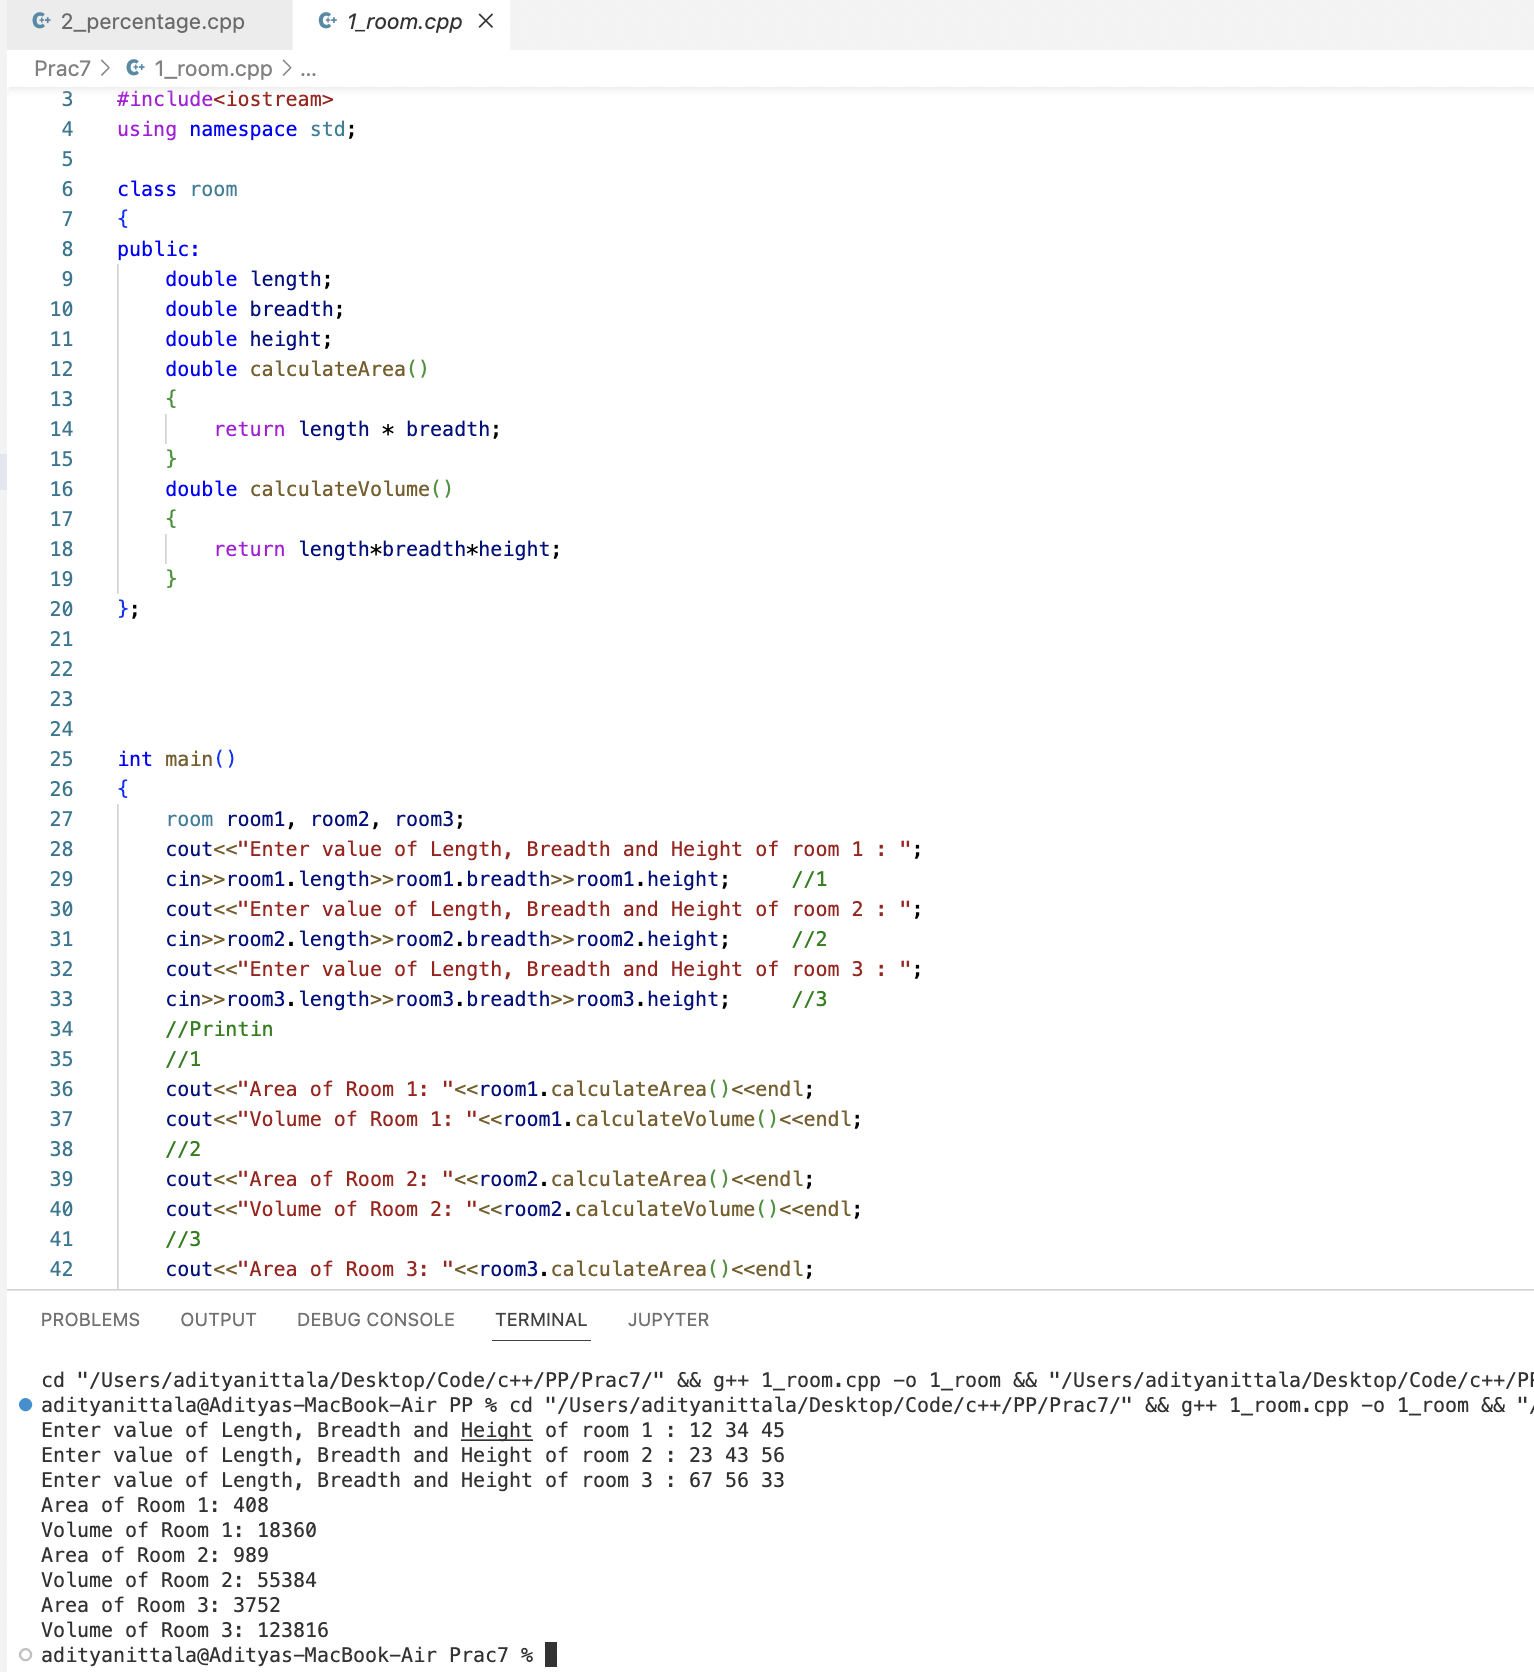 2_percentage.cpp 1_room.cpp
Prac7 > 1_room.cpp > ...
3 #include<iostream>
4 using namespace std;
5
6 class room
7 {
8 public:
9     double length;
10     double breadth;
11     double height;
12     double calculateArea()
13     {
14         return length * breadth;
15     }
16     double calculateVolume()
17     {
18         return length*breadth*height;
19     }
20 };
21
22
23
24
25 int main()
26 {
27     room room1, room2, room3;
28     cout<<"Enter value of Length, Breadth and Height of room 1 : ";
29     cin>>room1.length>>room1.breadth>>room1.height;     //1
30     cout<<"Enter value of Length, Breadth and Height of room 2 : ";
31     cin>>room2.length>>room2.breadth>>room2.height;     //2
32     cout<<"Enter value of Length, Breadth and Height of room 3 : ";
33     cin>>room3.length>>room3.breadth>>room3.height;     //3
34     //Printin
35     //1
36     cout<<"Area of Room 1: "<<room1.calculateArea()<<endl;
37     cout<<"Volume of Room 1: "<<room1.calculateVolume()<<endl;
38     //2
39     cout<<"Area of Room 2: "<<room2.calculateArea()<<endl;
40     cout<<"Volume of Room 2: "<<room2.calculateVolume()<<endl;
41     //3
42     cout<<"Area of Room 3: "<<room3.calculateArea()<<endl;
PROBLEMS OUTPUT DEBUG CONSOLE TERMINAL JUPYTER
cd "/Users/adityanittala/Desktop/Code/c++/PP/Prac7/" && g++ 1_room.cpp -o 1_room && "/Users/adityanittala/Desktop/Code/c++/PP
adityanittala@Adityas-MacBook-Air PP % cd "/Users/adityanittala/Desktop/Code/c++/PP/Prac7/" && g++ 1_room.cpp -o 1_room && "/
Enter value of Length, Breadth and Height of room 1 : 12 34 45
Enter value of Length, Breadth and Height of room 2 : 23 43 56
Enter value of Length, Breadth and Height of room 3 : 67 56 33
Area of Room 1: 408
Volume of Room 1: 18360
Area of Room 2: 989
Volume of Room 2: 55384
Area of Room 3: 3752
Volume of Room 3: 123816
adityanittala@Adityas-MacBook-Air Prac7 %